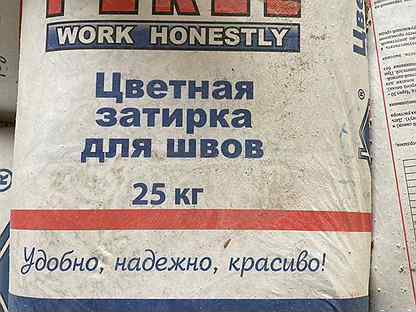 WORK HONESTLY
Цветная
затирка
для швов
25 кг
Удобно, надежно, красиво!